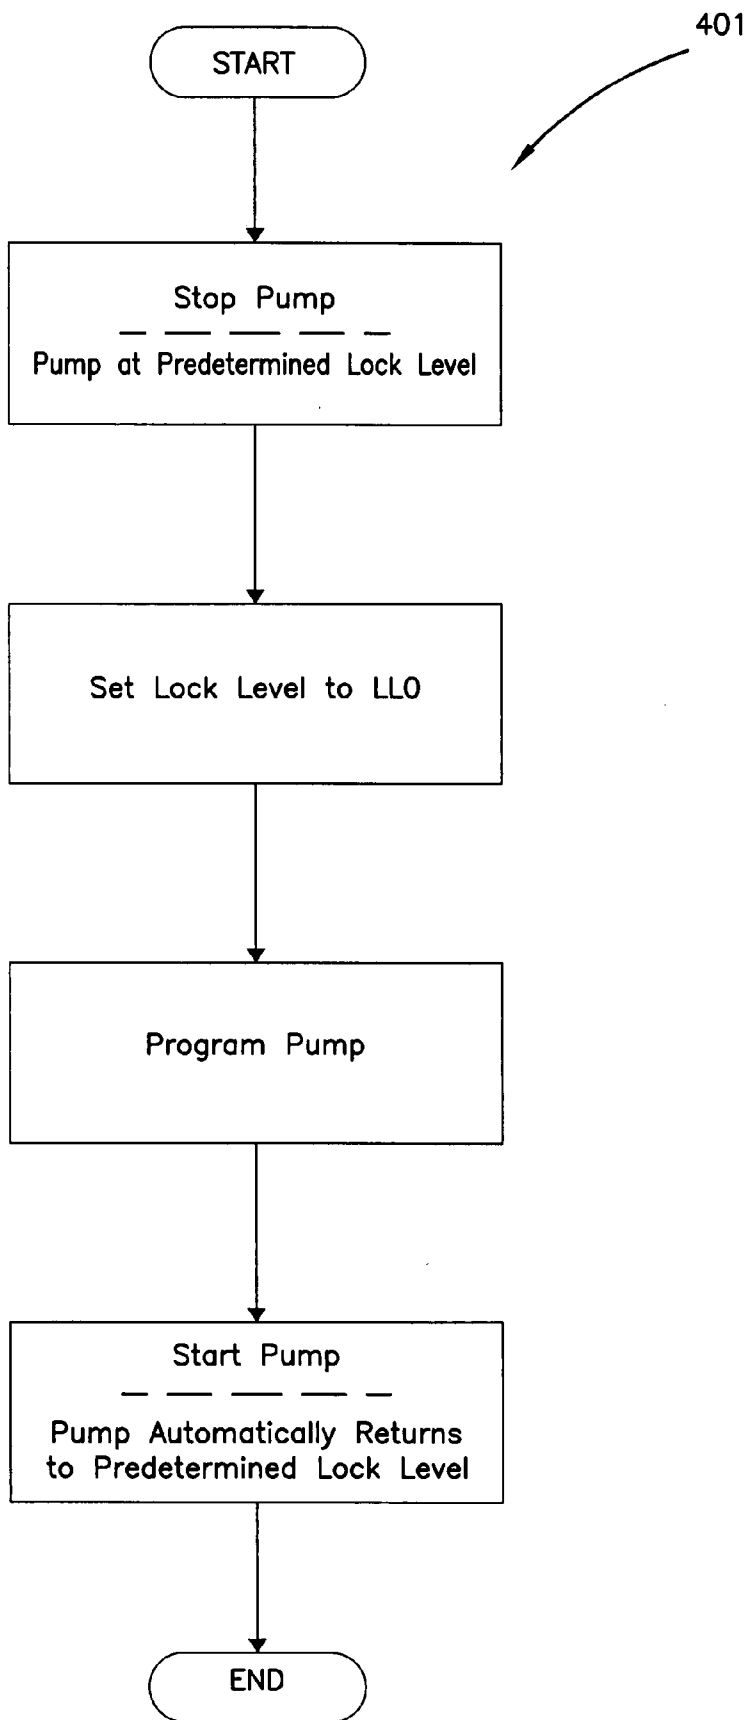 401
START
Stop Pump
Pump at Predetermined Lock Level
Set Lock Level to LL0
Program Pump
Start Pump
Pump Automatically Returns
to Predetermined Lock Level
END